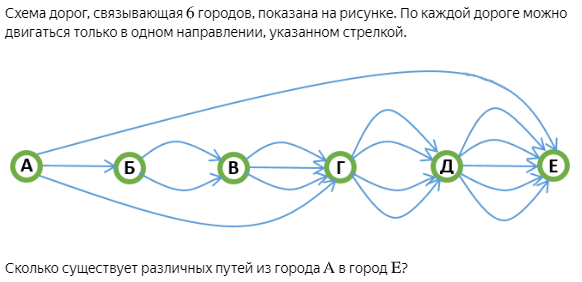 Схема дорог, связывающая 6 городов, показана на рисунке. По каждой дороге можно
двигаться только в одном направлении, указанном стрелкой.
А Б В Г Д Е
Сколько существует различных путей из города A в город E?